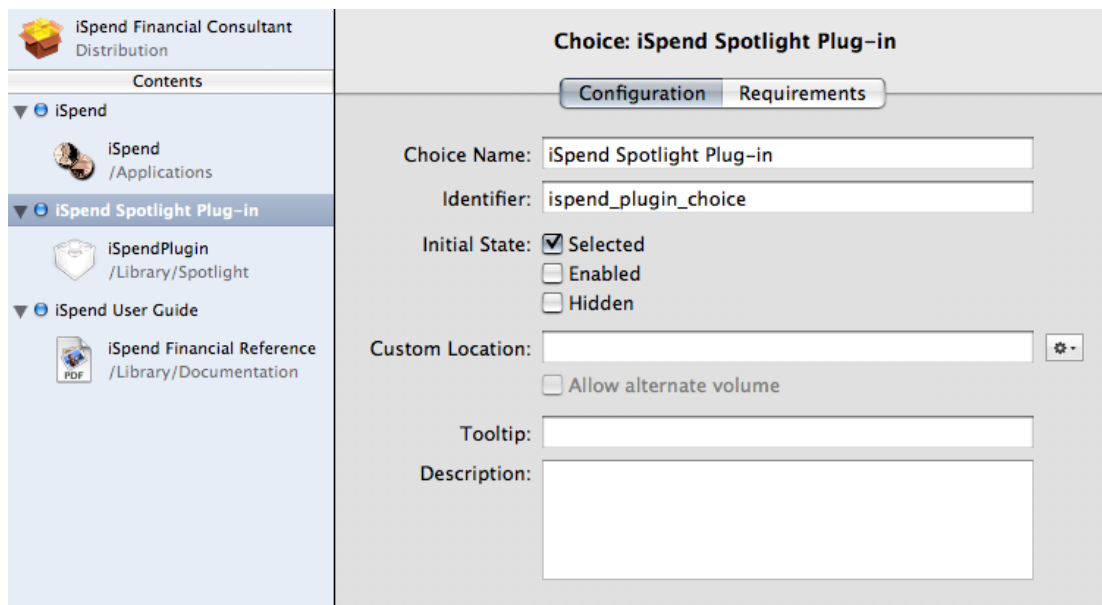 iSpend Financial Consultant
Distribution
Contents
iSpend
iSpend
/Applications
iSpend Spotlight Plug-in
iSpendPlugin
/Library/Spotlight
iSpend User Guide
iSpend Financial Reference
/Library/Documentation
PDF
Choice: iSpend Spotlight Plug-in
Configuration Requirements
Choice Name: iSpend Spotlight Plug-in
Identifier: ispend_plugin_choice
Initial State: Selected
Enabled
Hidden
Custom Location:
Allow alternate volume
Tooltip:
Description: